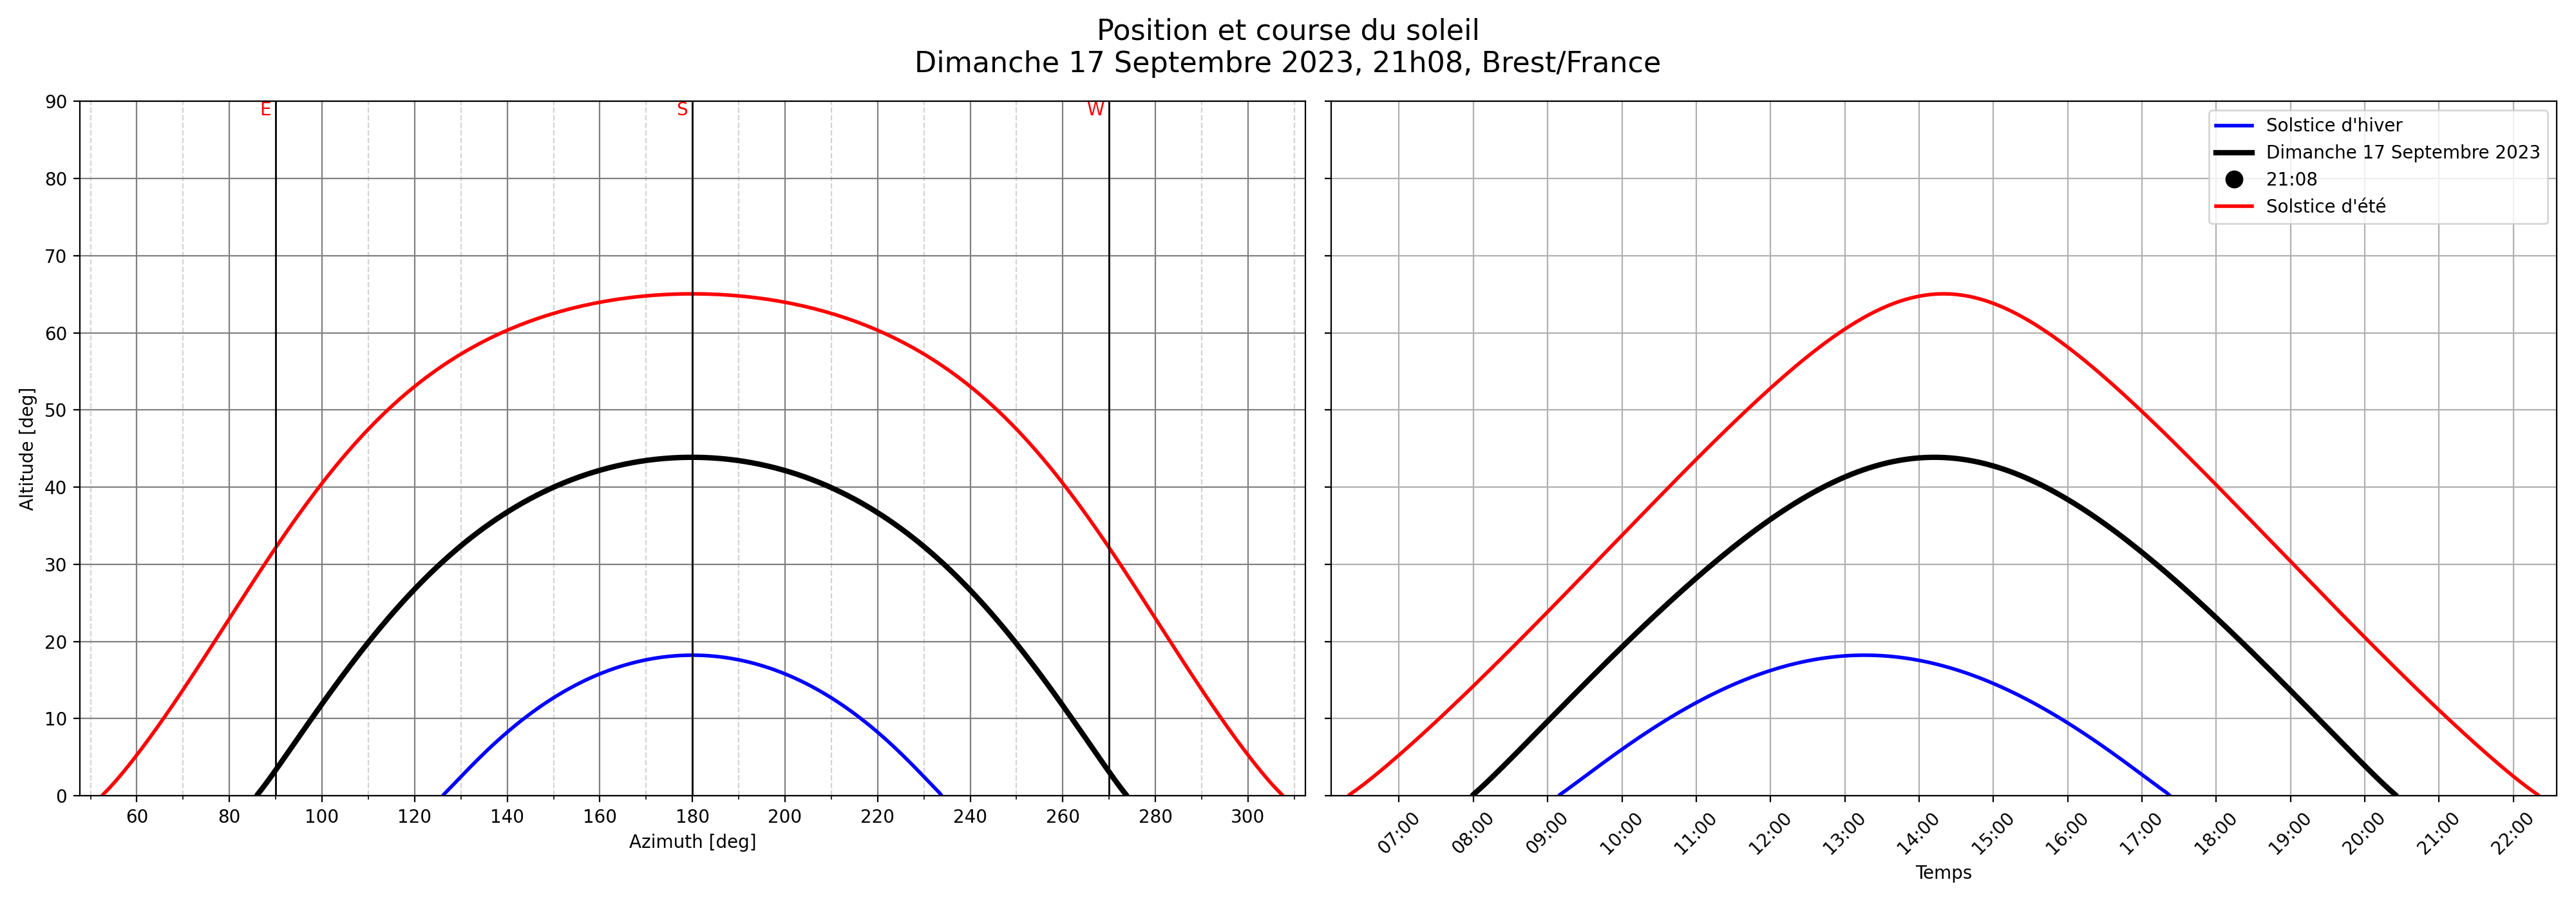 Position et course du soleil
Dimanche 17 Septembre 2023, 21h08, Brest/France
E
S
W
90
80
70
60
50
40
30
20
10
0
Altitude [deg]
60 80 100 120 140 160 180 200 220 240 260 280 300
Azimuth [deg]
Solstice d'hiver
Dimanche 17 Septembre 2023
21:08
Solstice d'été
07:00 08:00 09:00 10:00 11:00 12:00 13:00 14:00 15:00 16:00 17:00 18:00 19:00 20:00 21:00 22:00
Temps